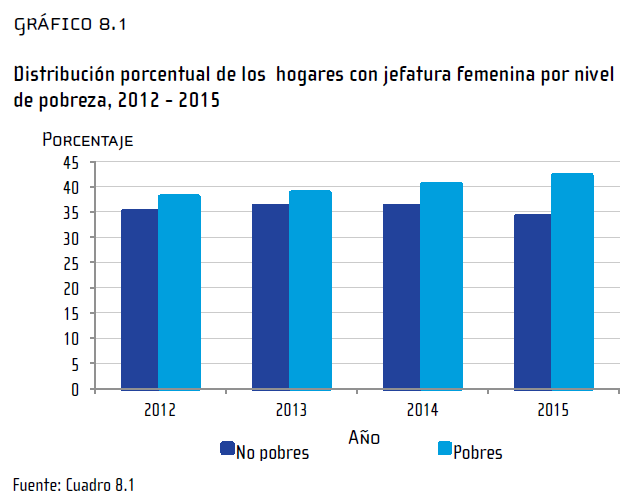 GRÁFICO 8.1
Distribución porcentual de los hogares con jefatura femenina por nivel
de pobreza, 2012 - 2015
PORCENTAJE
45
40
35
30
25
20
15
10
5
0
2012 2013 2014 2015
AÑO
No pobres Pobres
Fuente: Cuadro 8.1